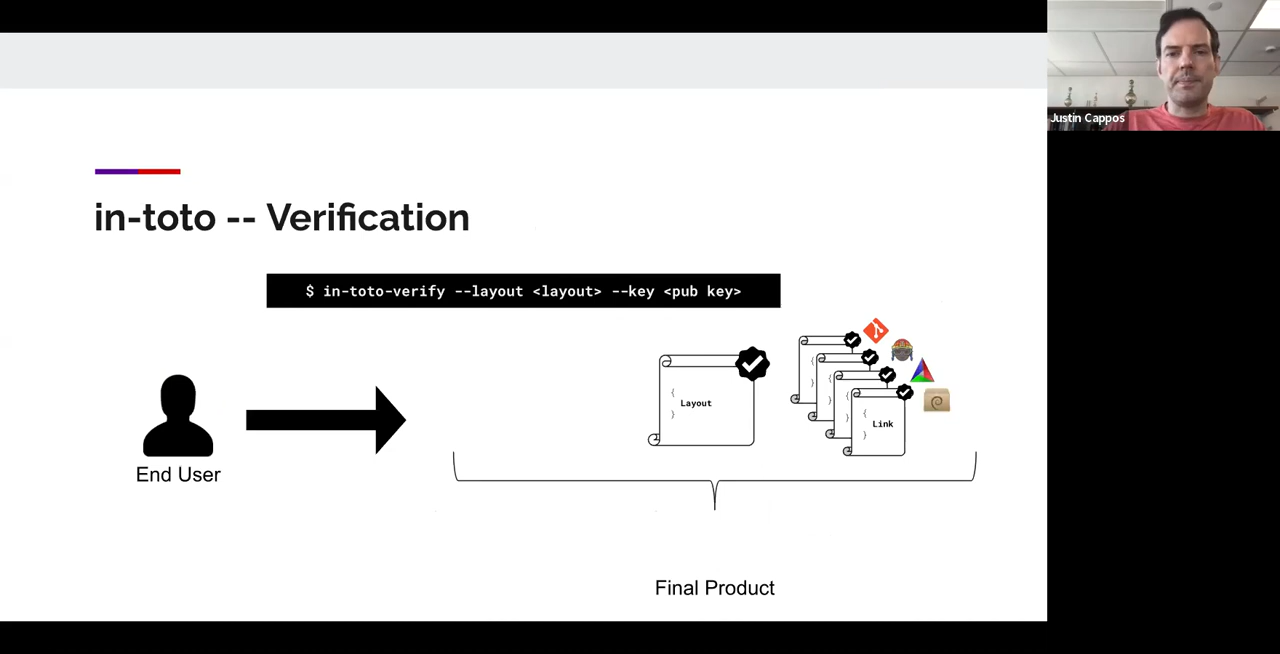 Justin Cappos
in-toto -- Verification
$ in-toto-verify --layout <layout> --key <pub key>
{
Layout
}
{
{
{
{
Link
}
}
}
}
End User
Final Product